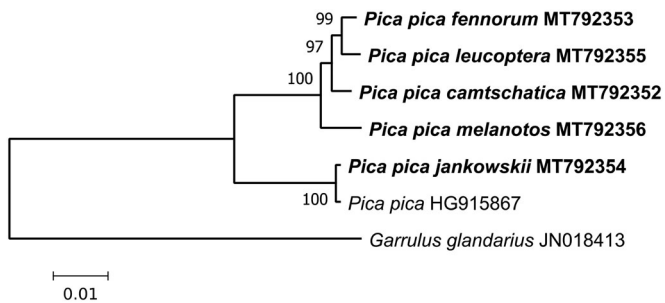 99
Pica pica fennorum MT792353
97
Pica pica leucoptera MT792355
100
Pica pica camtschatica MT792352
Pica pica melanotos MT792356
Pica pica jankowskii MT792354
100
Pica pica HG915867
Garrulus glandarius JN018413
0.01